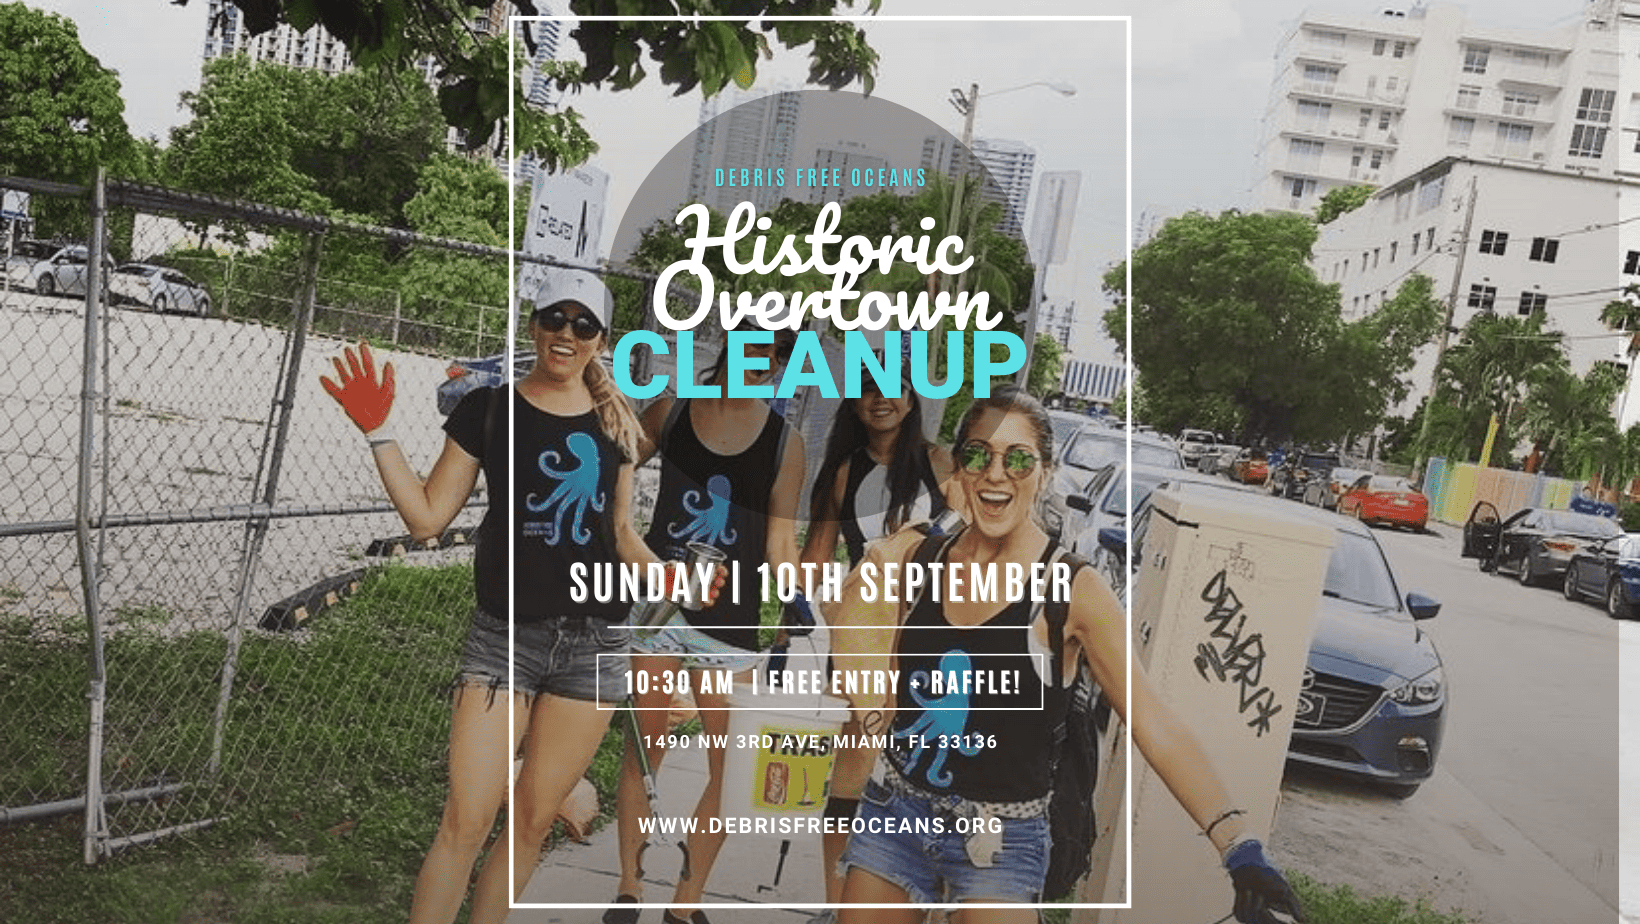 DEBRIS FREE OCEANS
Historic
Overtown
CLEANUP
SUNDAY | 10TH SEPTEMBER
10:30 AM | FREE ENTRY + RAFFLE!
1490 NW 3RD AVE, MIAMI, FL 33136
TRAS
WWW.DEBRISFREEOCEANS.ORG